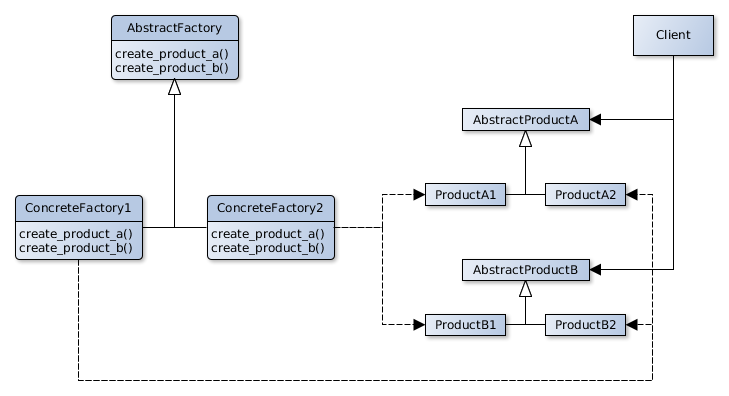 AbstractFactory
create_product_a()
create_product_b()
Client
AbstractProductA
ProductA1
ProductA2
ConcreteFactory1
create_product_a()
create_product_b()
ConcreteFactory2
create_product_a()
create_product_b()
AbstractProductB
ProductB1
ProductB2